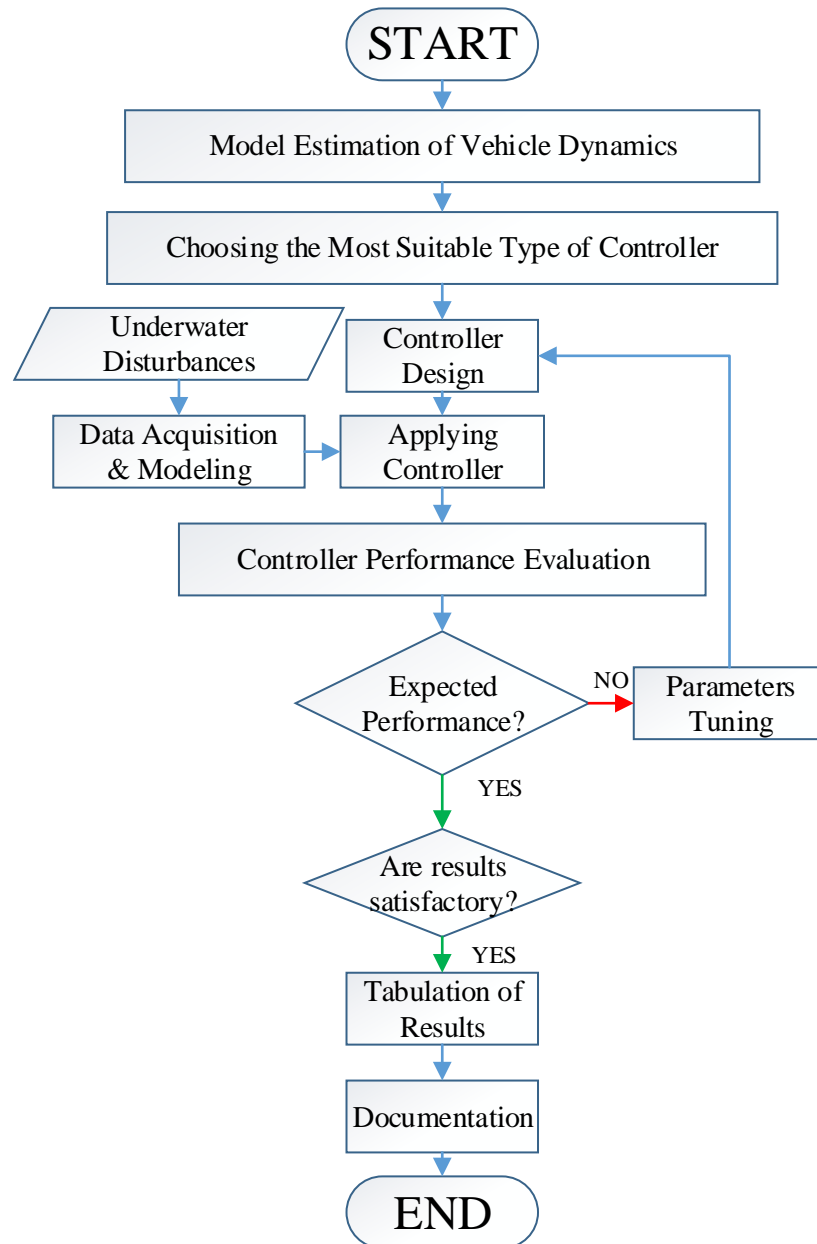 START
Model Estimation of Vehicle Dynamics
Choosing the Most Suitable Type of Controller
Underwater
Disturbances
Controller
Design
Data Acquisition
& Modeling
Applying
Controller
Controller Performance Evaluation
Expected
Performance?
NO
Parameters
Tuning
YES
Are results
satisfactory?
YES
Tabulation of
Results
Documentation
END